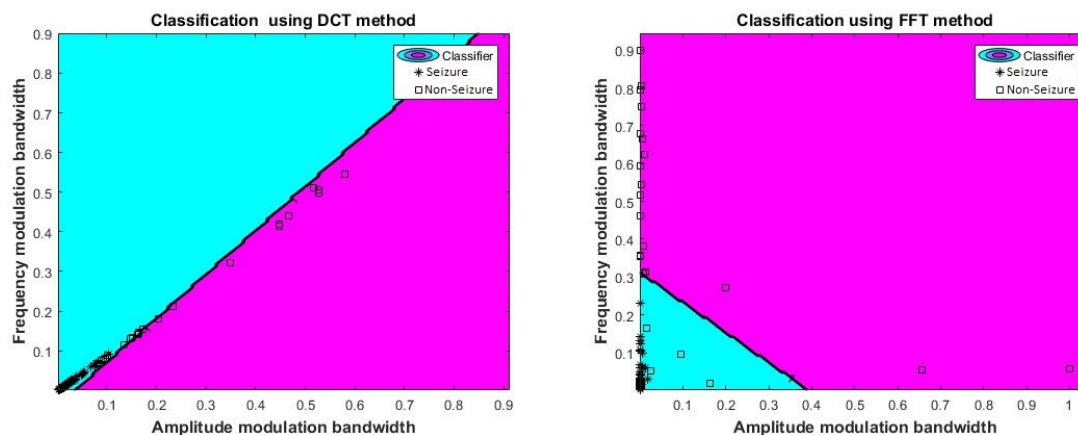 Classification using DCT method
Frequency modulation bandwidth
0.9
0.8
0.7
0.6
0.5
0.4
0.3
0.2
0.1
Classifier
Seizure
Non-Seizure
0.1 0.2 0.3 0.4 0.5 0.6 0.7 0.8 0.9
Amplitude modulation bandwidth
Classification using FFT method
Frequency modulation bandwidth
0.9
0.8
0.7
0.6
0.5
0.4
0.3
0.2
0.1
Classifier
Seizure
Non-Seizure
0.1 0.2 0.3 0.4 0.5 0.6 0.7 0.8 0.9 1
Amplitude modulation bandwidth